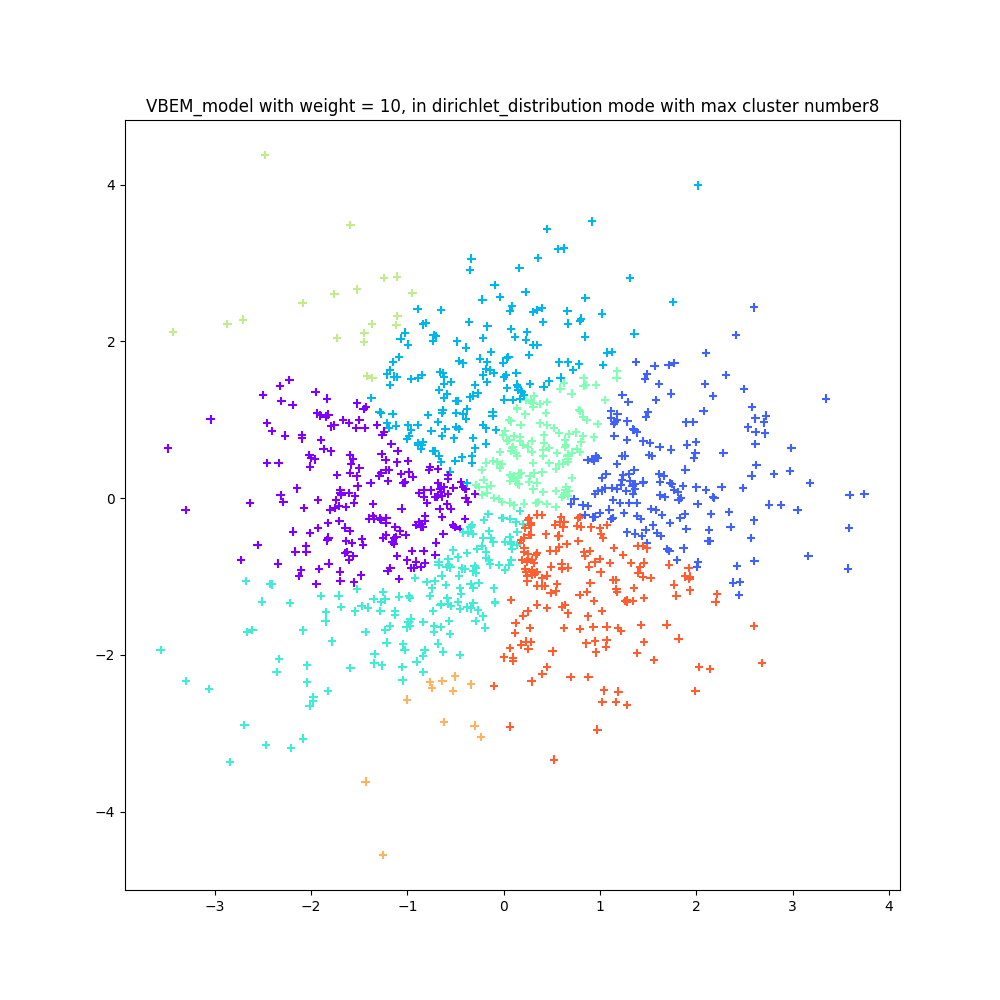 VBEM_model with weight = 10, in dirichlet_distribution mode with max cluster number8
4
2
0
−2
−4
−3 −2 −1 0 1 2 3 4